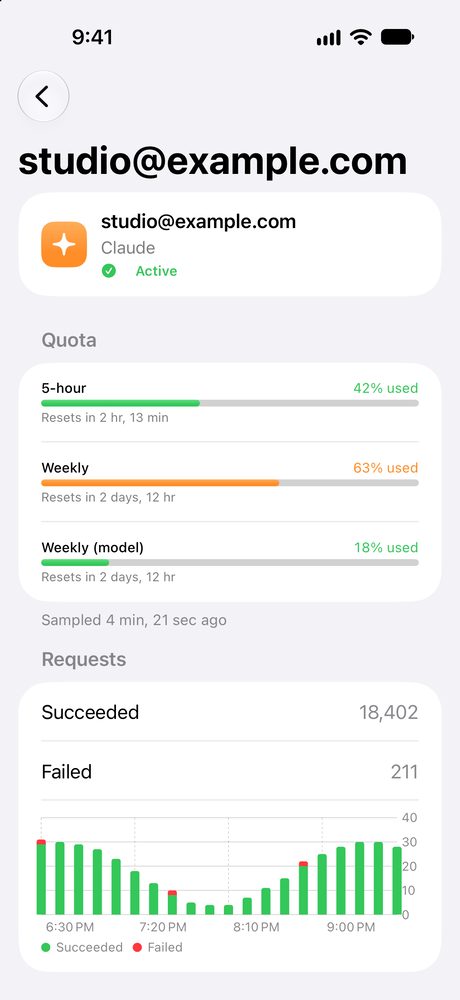 9:41
studio@example.com
studio@example.com
Claude
Active
Quota
5-hour 42% used
Resets in 2 hr, 13 min
Weekly 63% used
Resets in 2 days, 12 hr
Weekly (model) 18% used
Resets in 2 days, 12 hr
Sampled 4 min, 21 sec ago
Requests
Succeeded 18,402
Failed 211
40
30
20
10
0
6:30 PM 7:20 PM 8:10 PM 9:00 PM
Succeeded Failed